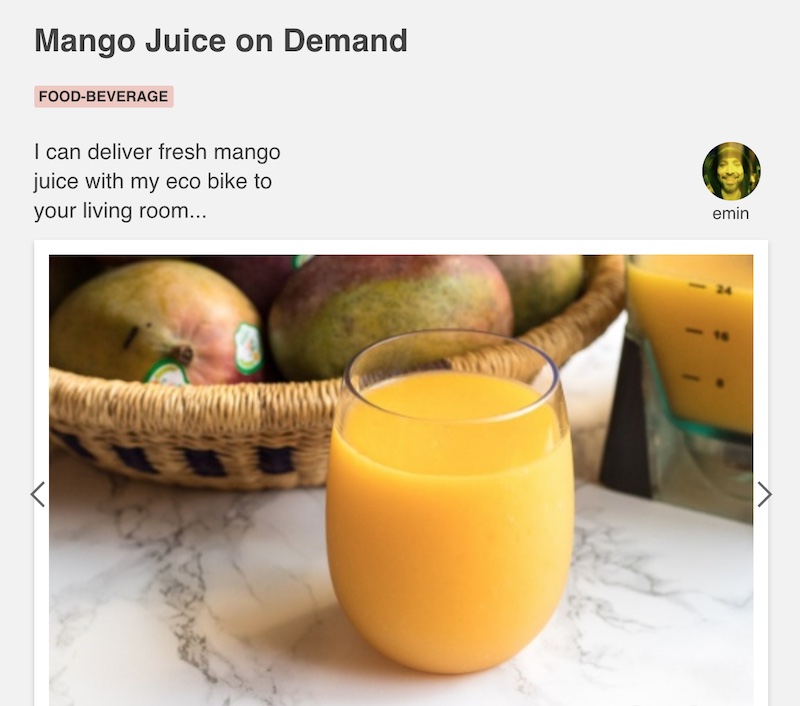 Mango Juice on Demand
FOOD-BEVERAGE
I can deliver fresh mango
juice with my eco bike to
your living room...
emin
24
16
8